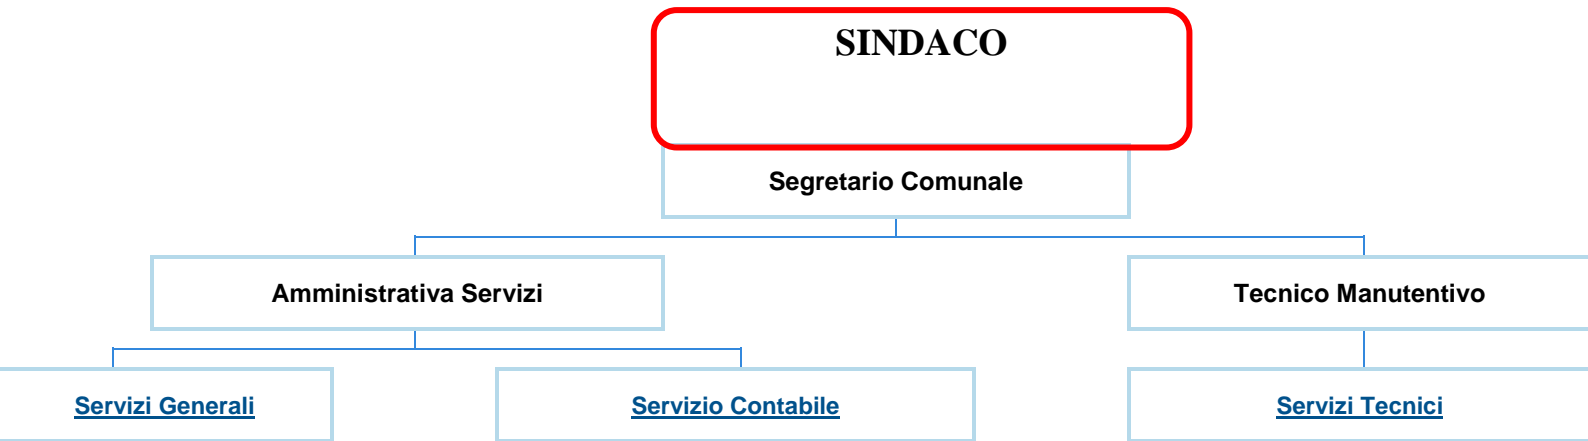 SINDACO
Segretario Comunale
Amministrativa Servizi
Tecnico Manutentivo
Servizi Generali
Servizio Contabile
Servizi Tecnici